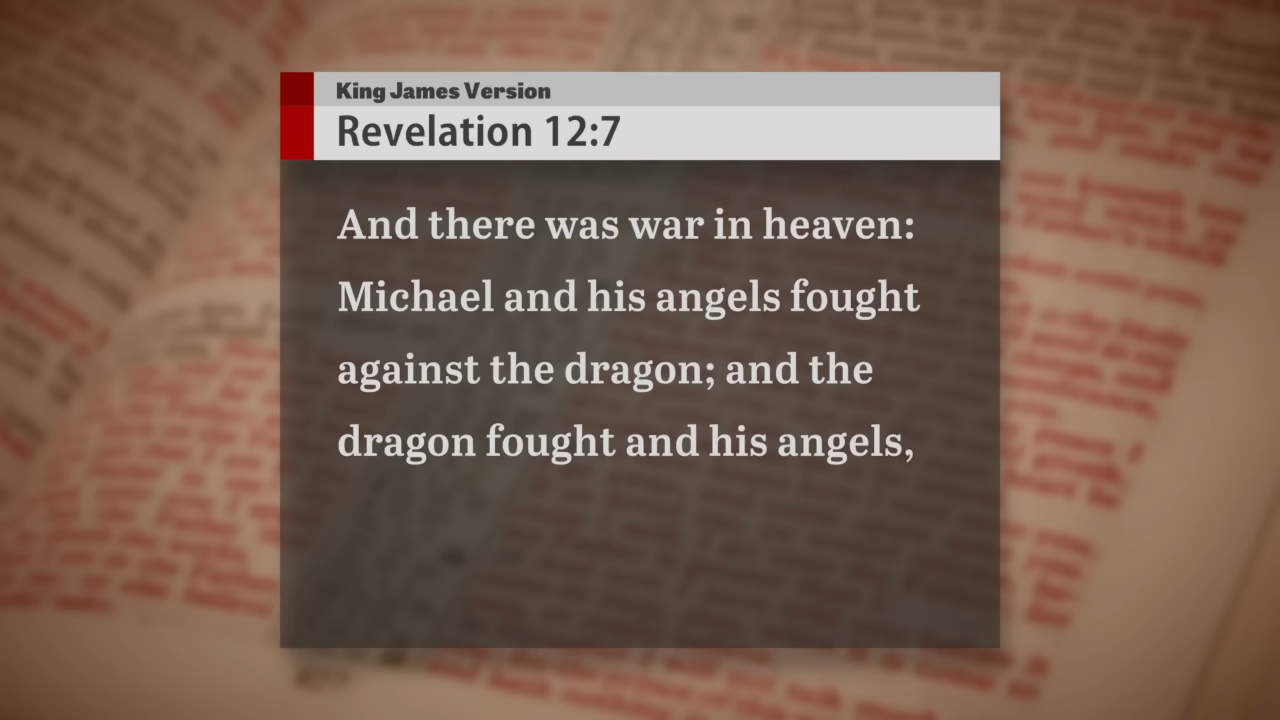 King James Version
Revelation 12:7
And there was war in heaven:
Michael and his angels fought
against the dragon; and the
dragon fought and his angels,